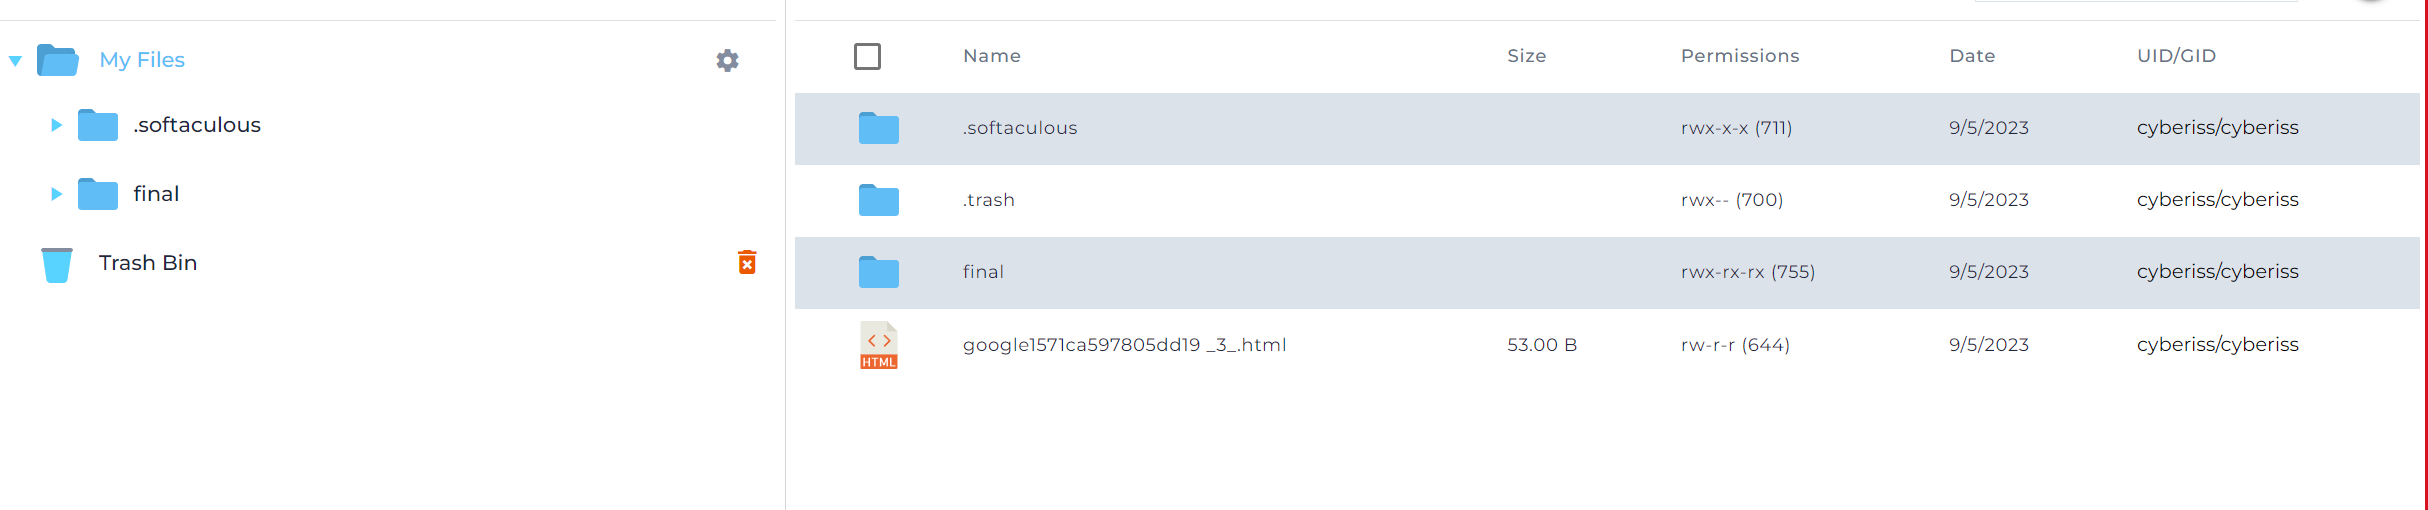 My Files
.softaculous
final
Trash Bin
Name Size Permissions Date UID/GID
.softaculous rwx-x-x (711) 9/5/2023 cyberiss/cyberiss
.trash rwx-- (700) 9/5/2023 cyberiss/cyberiss
final rwx-rx-rx (755) 9/5/2023 cyberiss/cyberiss
HTML google1571ca597805dd19 _3_.html 53.00 B rw-r-r (644) 9/5/2023 cyberiss/cyberiss